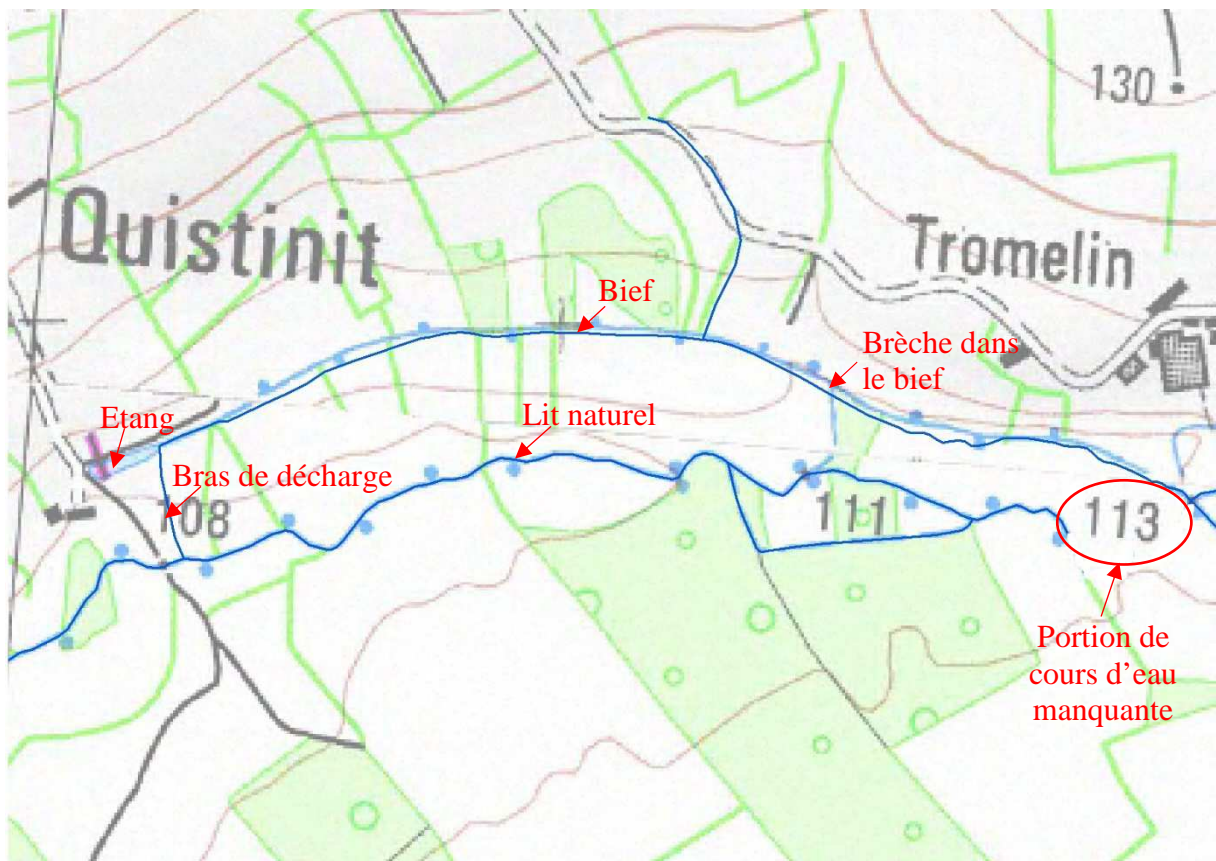 130
Quistinit
Tromelin
Bief
Brèche dans
le bief
Etang
Lit naturel
Bras de décharge
108
111
113
Portion de
cours d'eau
manquante